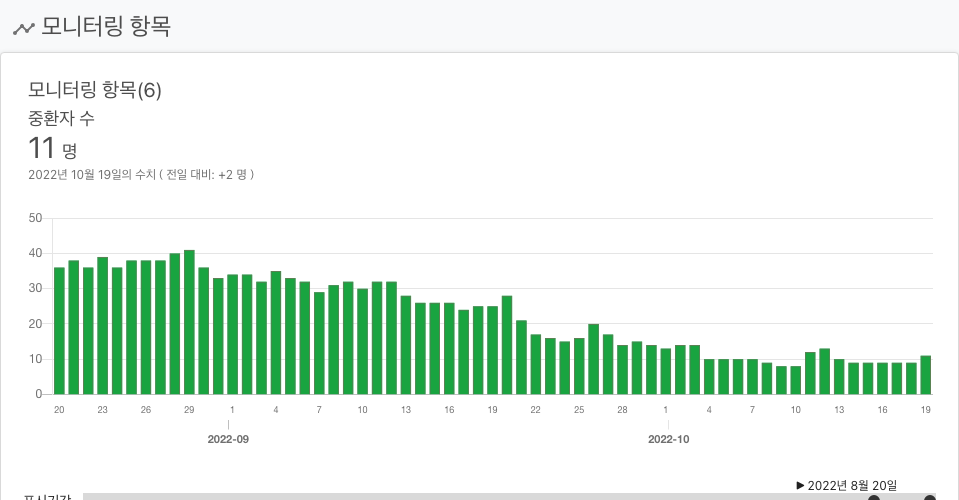 모니터링 항목
모니터링 항목(6)
중환자 수
11 명
2022년 10월 19일의 수치 ( 전일 대비: +2 명 )
50
40
30
20
10
0
20 23 26 29 1 4 7 10 13 16 19 22 25 28 1 4 7 10 13 16 19
2022-09 2022-10
▶ 2022년 8월 20일
표시기간